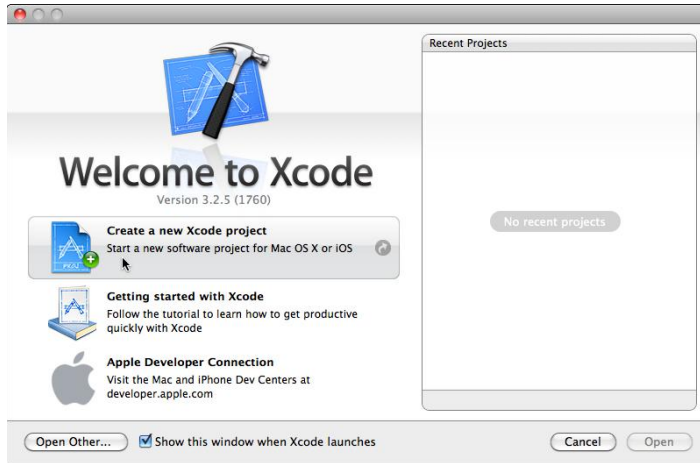 Welcome to Xcode
Version 3.2.5 (1760)
Create a new Xcode project
Start a new software project for Mac OS X or iOS
Getting started with Xcode
Follow the tutorial to learn how to get productive
quickly with Xcode
Apple Developer Connection
Visit the Mac and iPhone Dev Centers at
developer.apple.com
Recent Projects
No recent projects
Open Other...
Show this window when Xcode launches
Cancel
Open